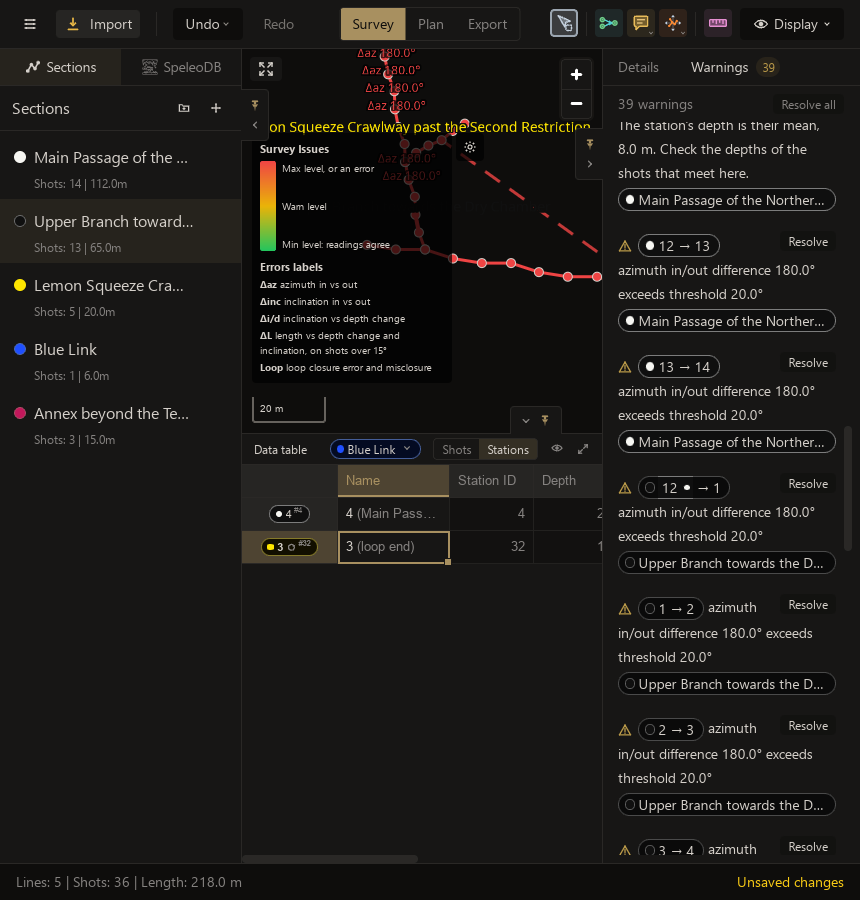 Import
Undo
Redo
Survey
Plan
Export
Display
Sections
SpeleoDB
Sections
Main Passage of the ...
Shots: 14 | 112.0m
Upper Branch toward...
Shots: 13 | 65.0m
Lemon Squeeze Cra...
Shots: 5 | 20.0m
Blue Link
Shots: 1 | 6.0m
Annex beyond the Te...
Shots: 3 | 15.0m
Δaz 180.0°
Δaz 180.0°
Δaz 180.0°
Δaz 180.0°
on Squeeze Crawlway past the Second Restriction
Δaz 180.0°
Δaz 180.0°
Survey Issues
Max level, or an error
Warn level
Min level: readings agree
Errors labels
Δaz azimuth in vs out
Δinc inclination in vs out
Δi/d inclination vs depth change
ΔL length vs depth change and
inclination, on shots over 15°
Loop loop closure error and misclosure
20 m
Data table
Blue Link
Shots
Stations
Name
Station ID
Depth
4 #4
4 (Main Pass...
4
2
3 #32
3 (loop end)
32
1
Details
Warnings 39
39 warnings
Resolve all
The station's depth is their mean,
8.0 m. Check the depths of the
shots that meet here.
Main Passage of the Norther...
12 → 13
Resolve
azimuth in/out difference 180.0°
exceeds threshold 20.0°
Main Passage of the Norther...
13 → 14
Resolve
azimuth in/out difference 180.0°
exceeds threshold 20.0°
Main Passage of the Norther...
12 → 1
Resolve
azimuth in/out difference 180.0°
exceeds threshold 20.0°
Upper Branch towards the D...
1 → 2 azimuth
Resolve
in/out difference 180.0° exceeds
threshold 20.0°
Upper Branch towards the D...
2 → 3 azimuth
Resolve
in/out difference 180.0° exceeds
threshold 20.0°
Upper Branch towards the D...
3 → 4 azimuth
Resolve
Lines: 5 | Shots: 36 | Length: 218.0 m
Unsaved changes